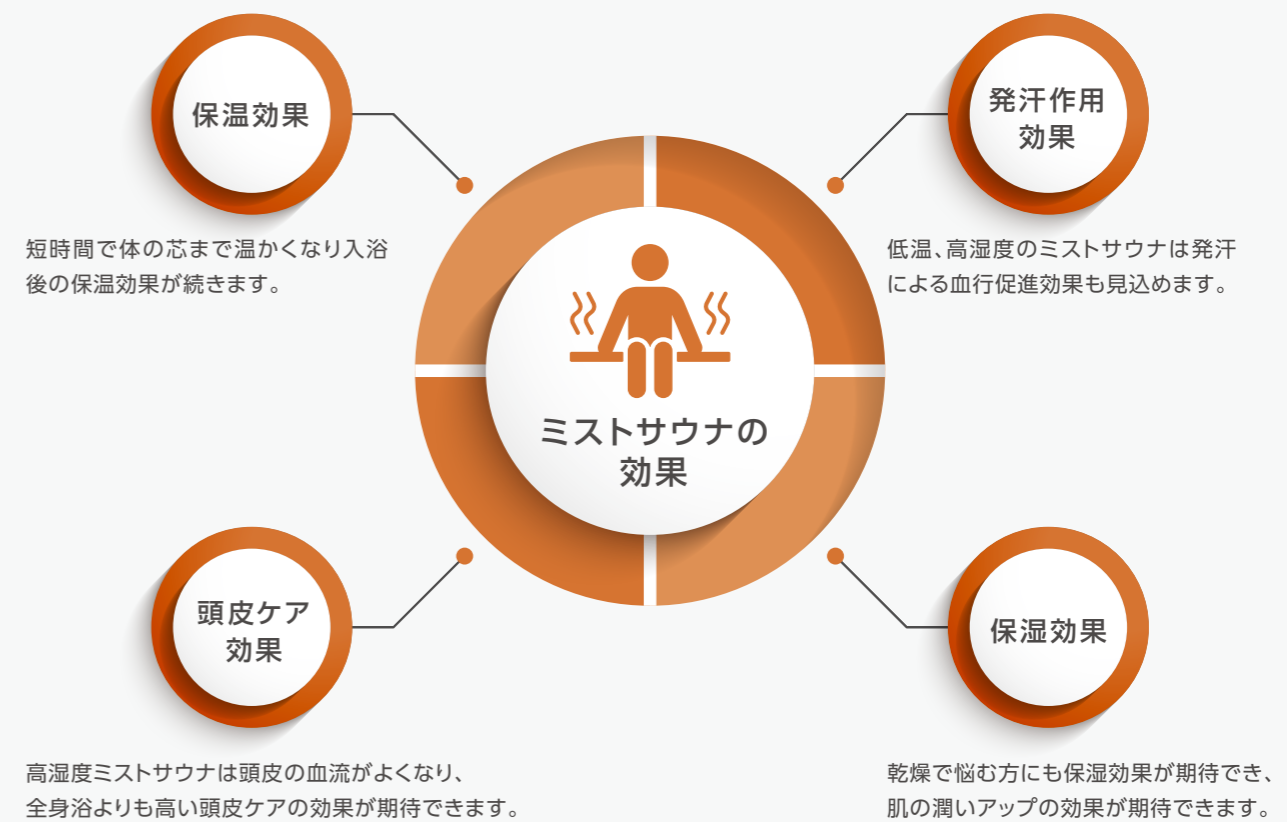 保温効果
短時間で体の芯まで温かくなり入浴
後の保温効果が続きます。
発汗作用
効果
低温、高湿度のミストサウナは発汗
による血行促進効果も見込めます。
ミストサウナの
効果
頭皮ケア
効果
高湿度ミストサウナは頭皮の血流がよくなり、
全身浴よりも高い頭皮ケアの効果が期待できます。
保湿効果
乾燥で悩む方にも保湿効果が期待でき、
肌の潤いアップの効果が期待できます。